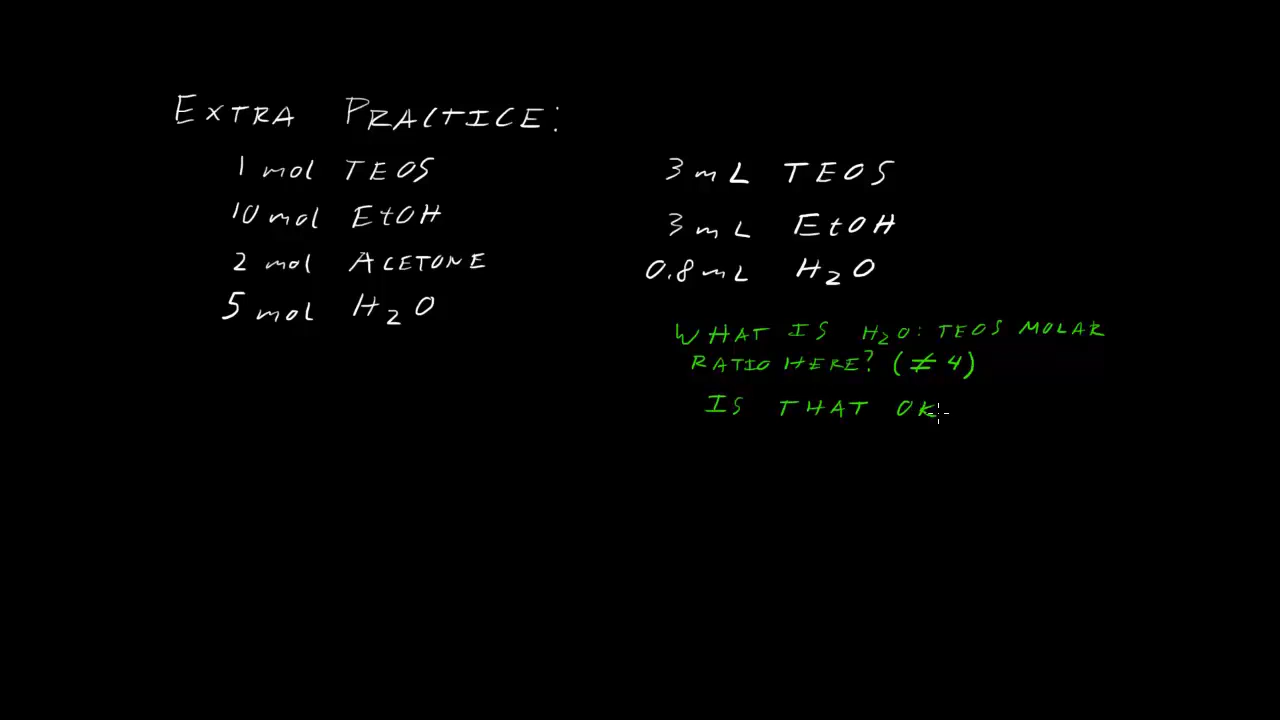 EXTRA PRACTICE:
1 mol TEOS
10 mol EtOH
2 mol ACETONE
5 mol H2O
3 mL TEOS
3 mL EtOH
0.8 mL H2O
WHAT IS H2O: TEOS MOLAR
RATIO HERE? (≠ 4)
IS THAT OK